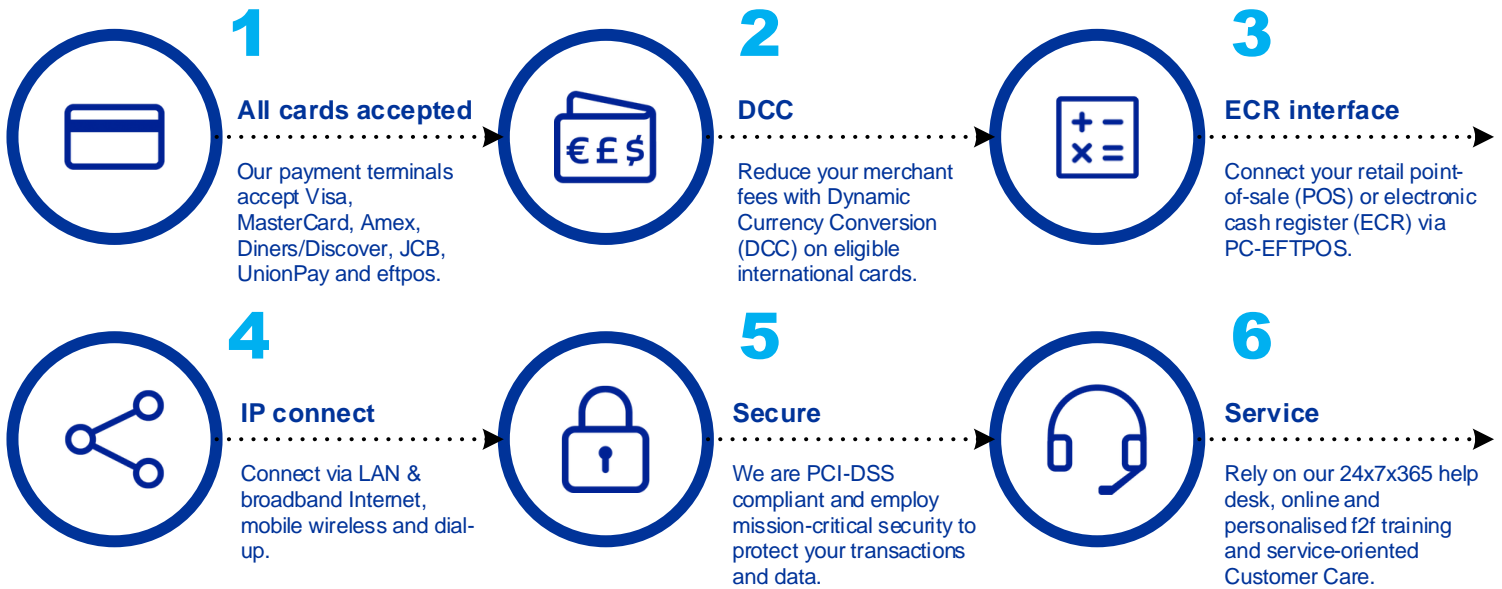 1
All cards accepted
Our payment terminals
accept Visa,
MasterCard, Amex,
Diners/Discover, JCB,
UnionPay and eftpos.
2
€£$
DCC
Reduce your merchant
fees with Dynamic
Currency Conversion
(DCC) on eligible
international cards.
3
+ −
× =
ECR interface
Connect your retail point-
of-sale (POS) or electronic
cash register (ECR) via
PC-EFTPOS.
4
IP connect
Connect via LAN &
broadband Internet,
mobile wireless and dial-
up.
5
Secure
We are PCI-DSS
compliant and employ
mission-critical security to
protect your transactions
and data.
6
Service
Rely on our 24x7x365 help
desk, online and
personalised f2f training
and service-oriented
Customer Care.